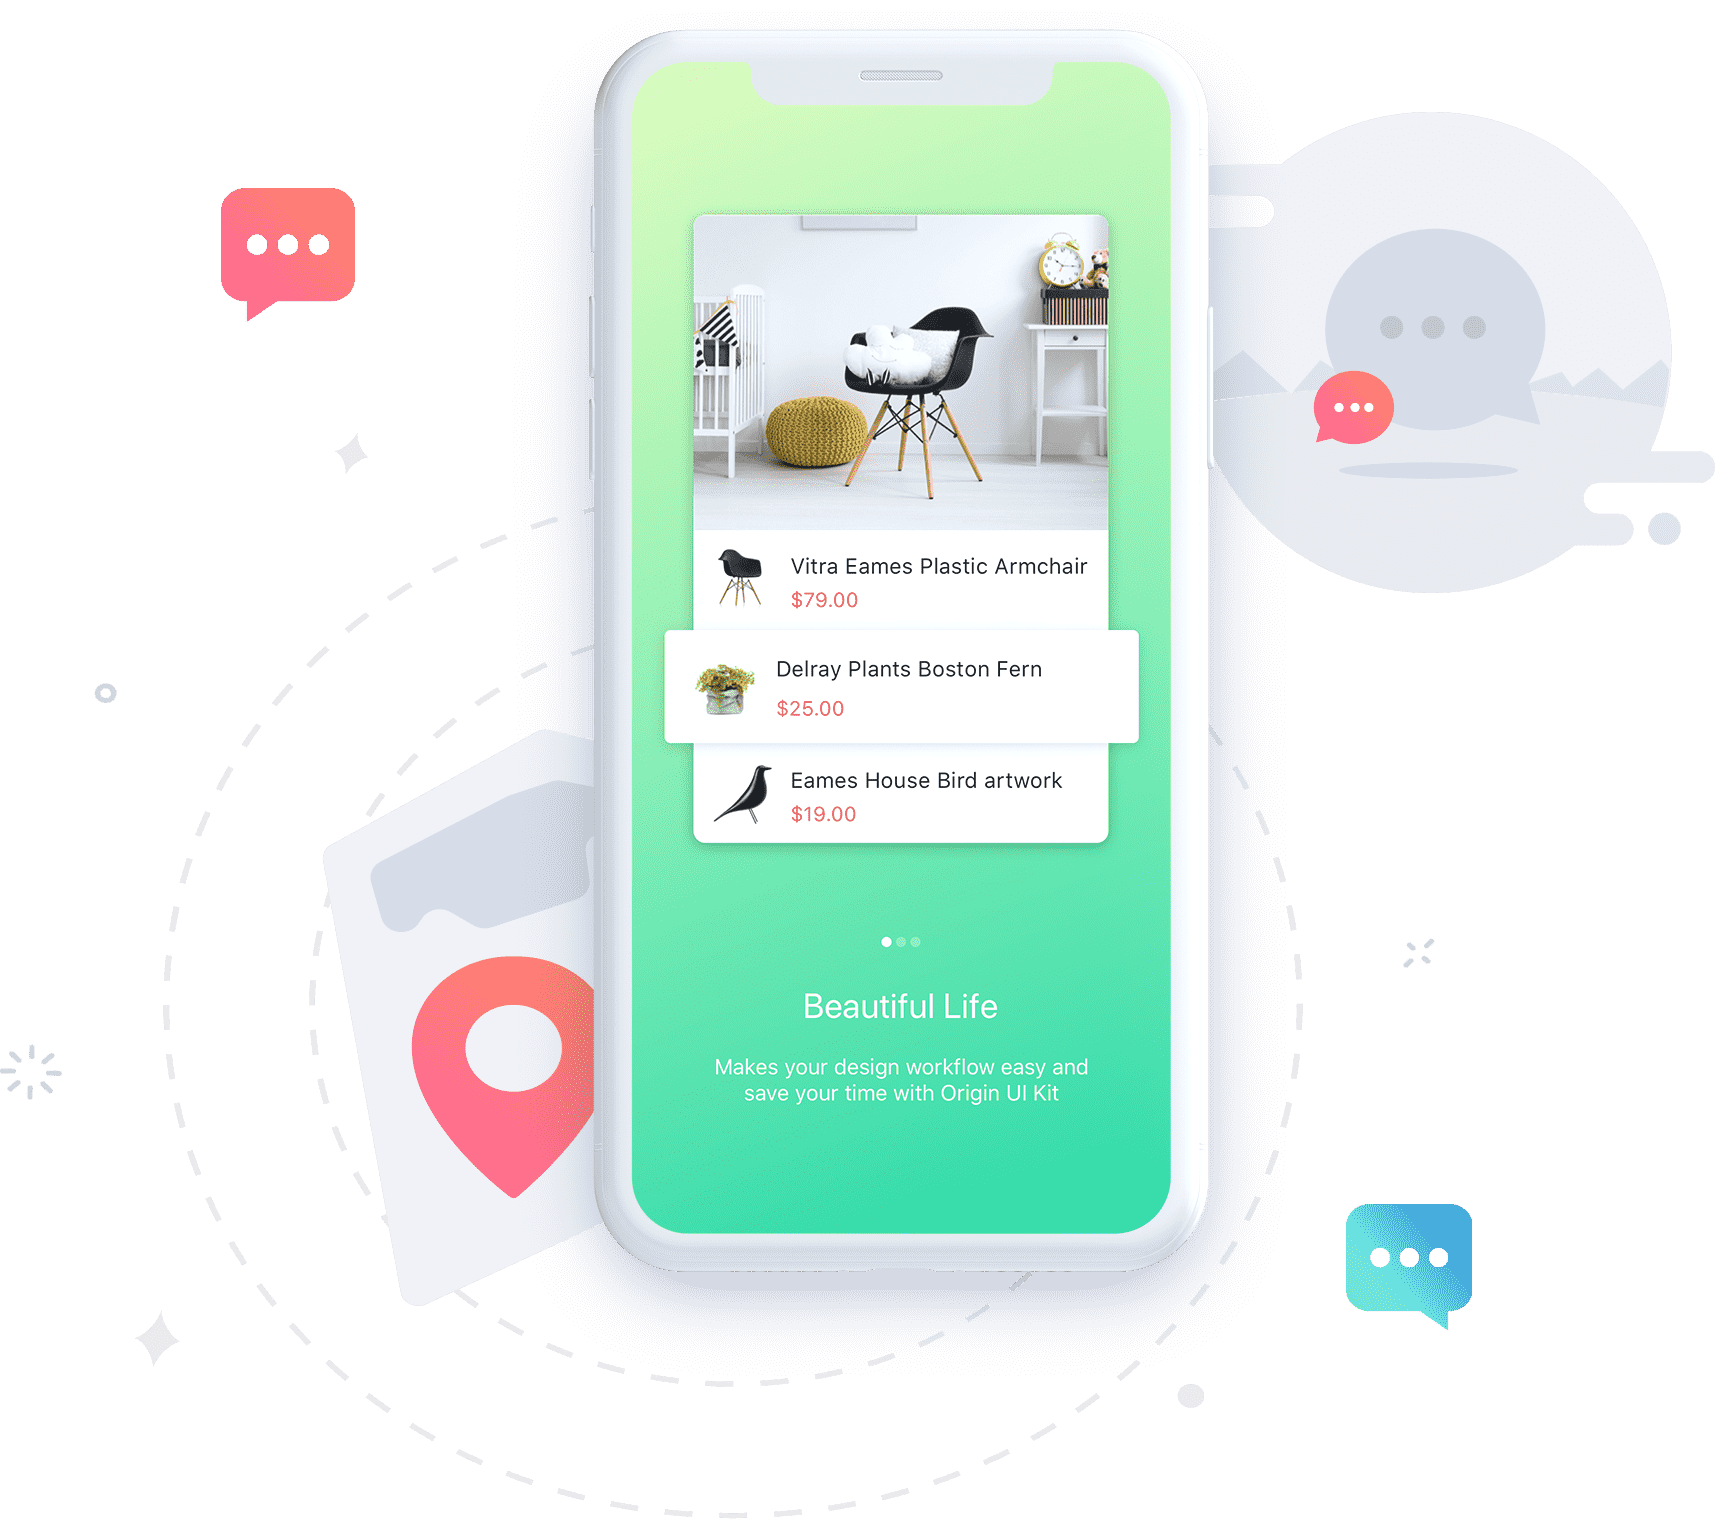 Vitra Eames Plastic Armchair
$79.00
Delray Plants Boston Fern
$25.00
Eames House Bird artwork
$19.00
Beautiful Life
Makes your design workflow easy and
save your time with Origin UI Kit